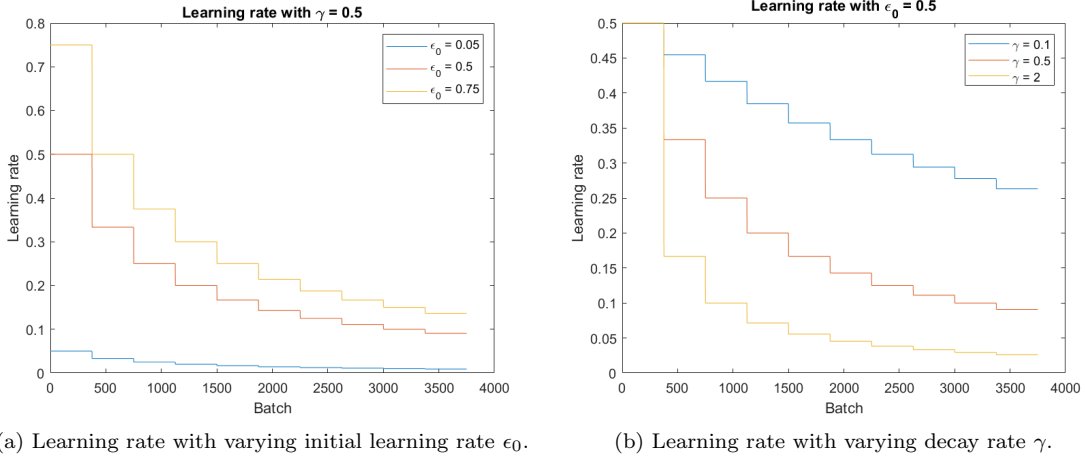 Learning rate with γ = 0.5
0.8
0.7
0.6
0.5
0.4
0.3
0.2
0.1
0
Learning rate
0 500 1000 1500 2000 2500 3000 3500 4000
Batch
ϵ0 = 0.05
ϵ0 = 0.5
ϵ0 = 0.75
(a) Learning rate with varying initial learning rate ϵ0.
Learning rate with ϵ0 = 0.5
0.5
0.45
0.4
0.35
0.3
0.25
0.2
0.15
0.1
0.05
0
Learning rate
0 500 1000 1500 2000 2500 3000 3500 4000
Batch
γ = 0.1
γ = 0.5
γ = 2
(b) Learning rate with varying decay rate γ.